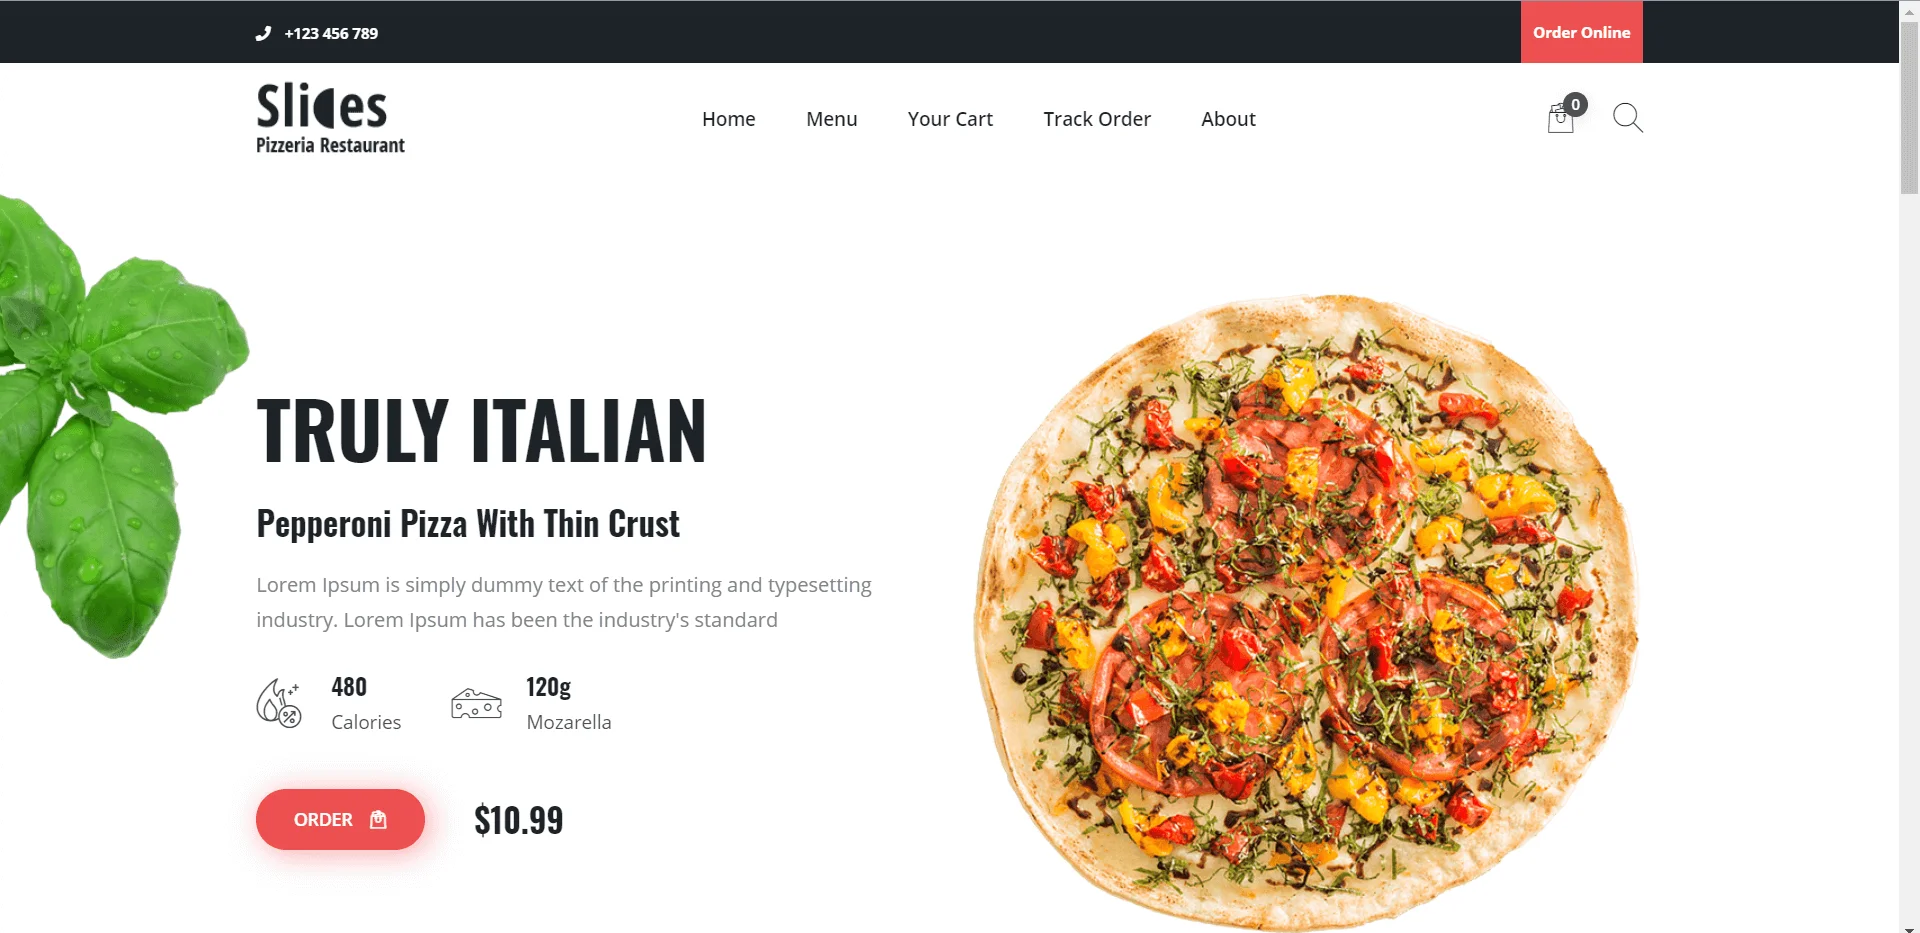 +123 456 789
Order Online
Slices
Pizzeria Restaurant
Home Menu Your Cart Track Order About
0
TRULY ITALIAN
Pepperoni Pizza With Thin Crust
Lorem Ipsum is simply dummy text of the printing and typesetting
industry. Lorem Ipsum has been the industry's standard
480
Calories
120g
Mozarella
ORDER
$10.99